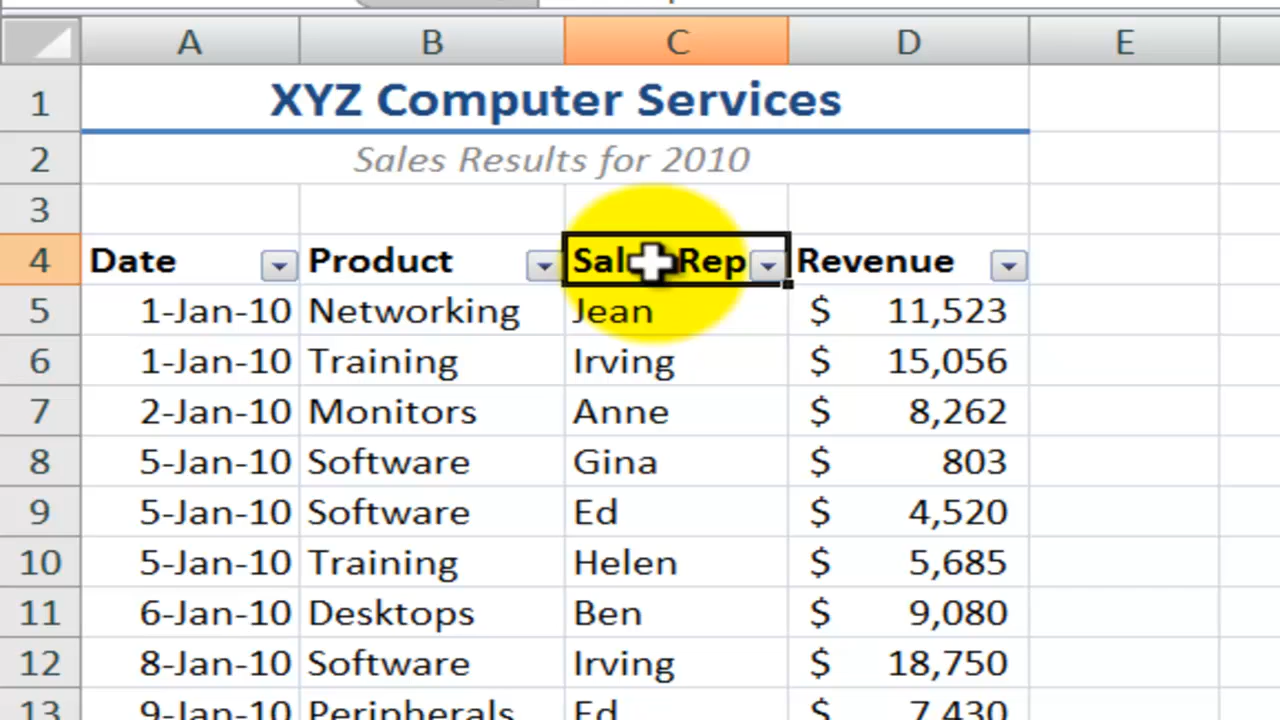 A B C D E
1 XYZ Computer Services
2 Sales Results for 2010
3
4 Date Product Rep Revenue
5 1-Jan-10 Networking Jean $ 11,523
6 1-Jan-10 Training Irving $ 15,056
7 2-Jan-10 Monitors Anne $ 8,262
8 5-Jan-10 Software Gina $ 803
9 5-Jan-10 Software Ed $ 4,520
10 5-Jan-10 Training Helen $ 5,685
11 6-Jan-10 Desktops Ben $ 9,080
12 8-Jan-10 Software Irving $ 18,750
13 9-Jan-10 Peripherals Ed $ 7,430